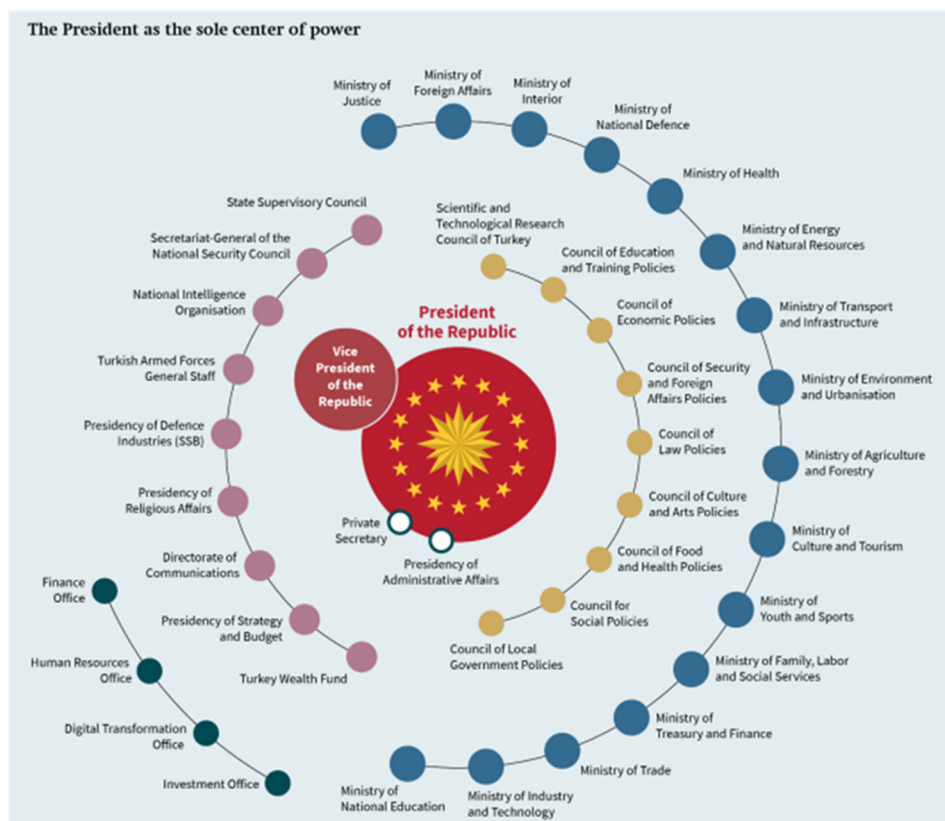 The President as the sole center of power
Ministry of
Justice
Ministry of
Foreign Affairs
Ministry of
Interior
Ministry of
National Defence
Ministry of Health
Ministry of Energy
and Natural Resources
Ministry of Transport
and Infrastructure
Ministry of Environment
and Urbanisation
Ministry of Agriculture
and Forestry
Ministry of
Culture and Tourism
Ministry of
Youth and Sports
Ministry of Family, Labor
and Social Services
Ministry of
Treasury and Finance
Ministry of Trade
Ministry of Industry
and Technology
Ministry of
National Education
State Supervisory Council
Secretariat-General of the
National Security Council
National Intelligence
Organisation
Turkish Armed Forces
General Staff
Presidency of Defence
Industries (SSB)
Presidency of
Religious Affairs
Directorate of
Communications
Presidency of Strategy
and Budget
Turkey Wealth Fund
Scientific and
Technological Research
Council of Turkey
Council of Education
and Training Policies
Council of
Economic Policies
Council of Security
and Foreign
Affairs Policies
Council of
Law Policies
Council of Culture
and Arts Policies
Council of Food
and Health Policies
Council for
Social Policies
Council of Local
Government Policies
President
of the Republic
Vice
President
of the
Republic
Private
Secretary
Presidency of
Administrative Affairs
Finance
Office
Human Resources
Office
Digital Transformation
Office
Investment Office